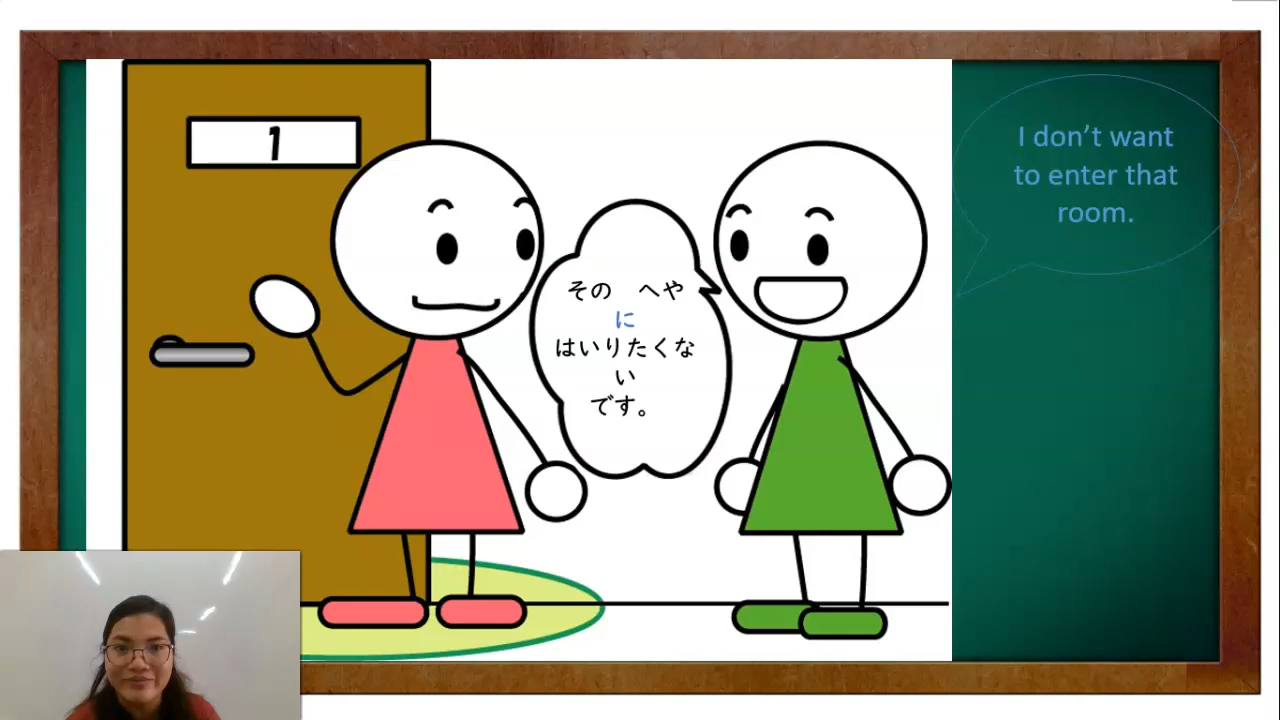 1
その　へや
に
はいりたくな
い
です。
I don’t want
to enter that
room.